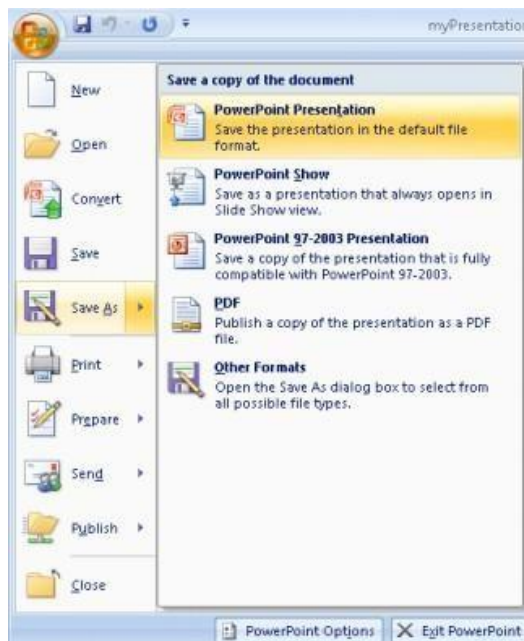 myPresentatio
New
Open
Convert
Save
Save As
Print
Prepare
Send
Publish
Close
Save a copy of the document
PowerPoint Presentation
Save the presentation in the default file
format.
PowerPoint Show
Save as a presentation that always opens in
Slide Show view.
PowerPoint 97-2003 Presentation
Save a copy of the presentation that is fully
compatible with PowerPoint 97-2003.
PDF
Publish a copy of the presentation as a PDF
file.
Other Formats
Open the Save As dialog box to select from
all possible file types.
PowerPoint Options
Exit PowerPoint